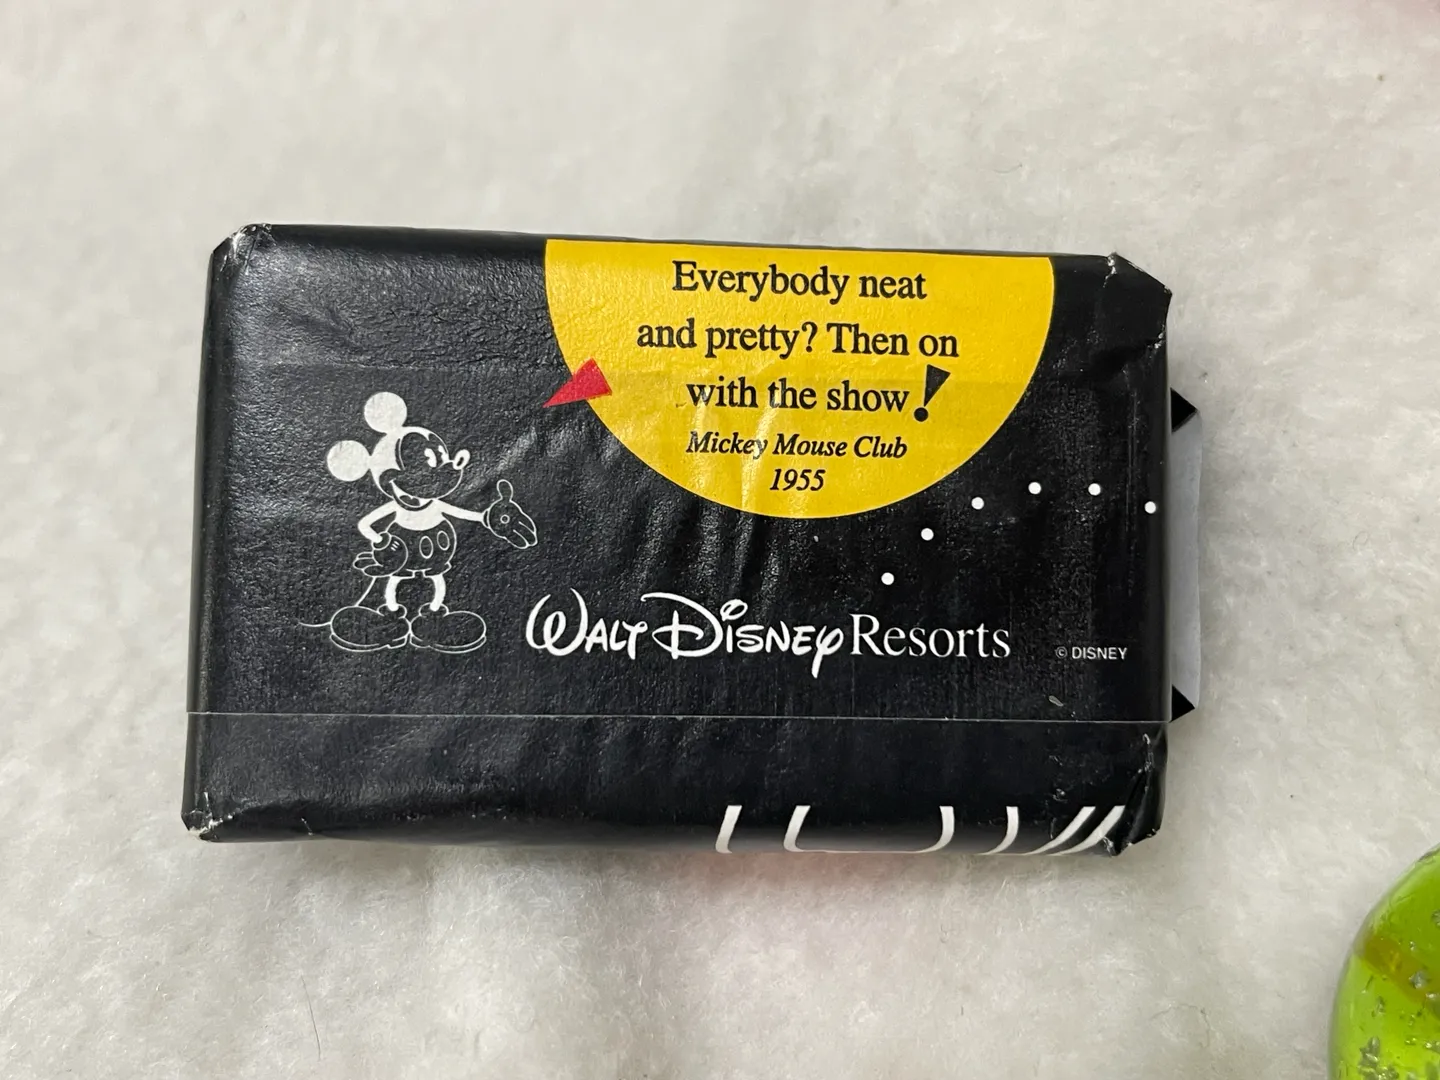 Everybody neat
and pretty? Then on
with the show!
Mickey Mouse Club
1955
WALT DISNEY Resorts
© DISNEY